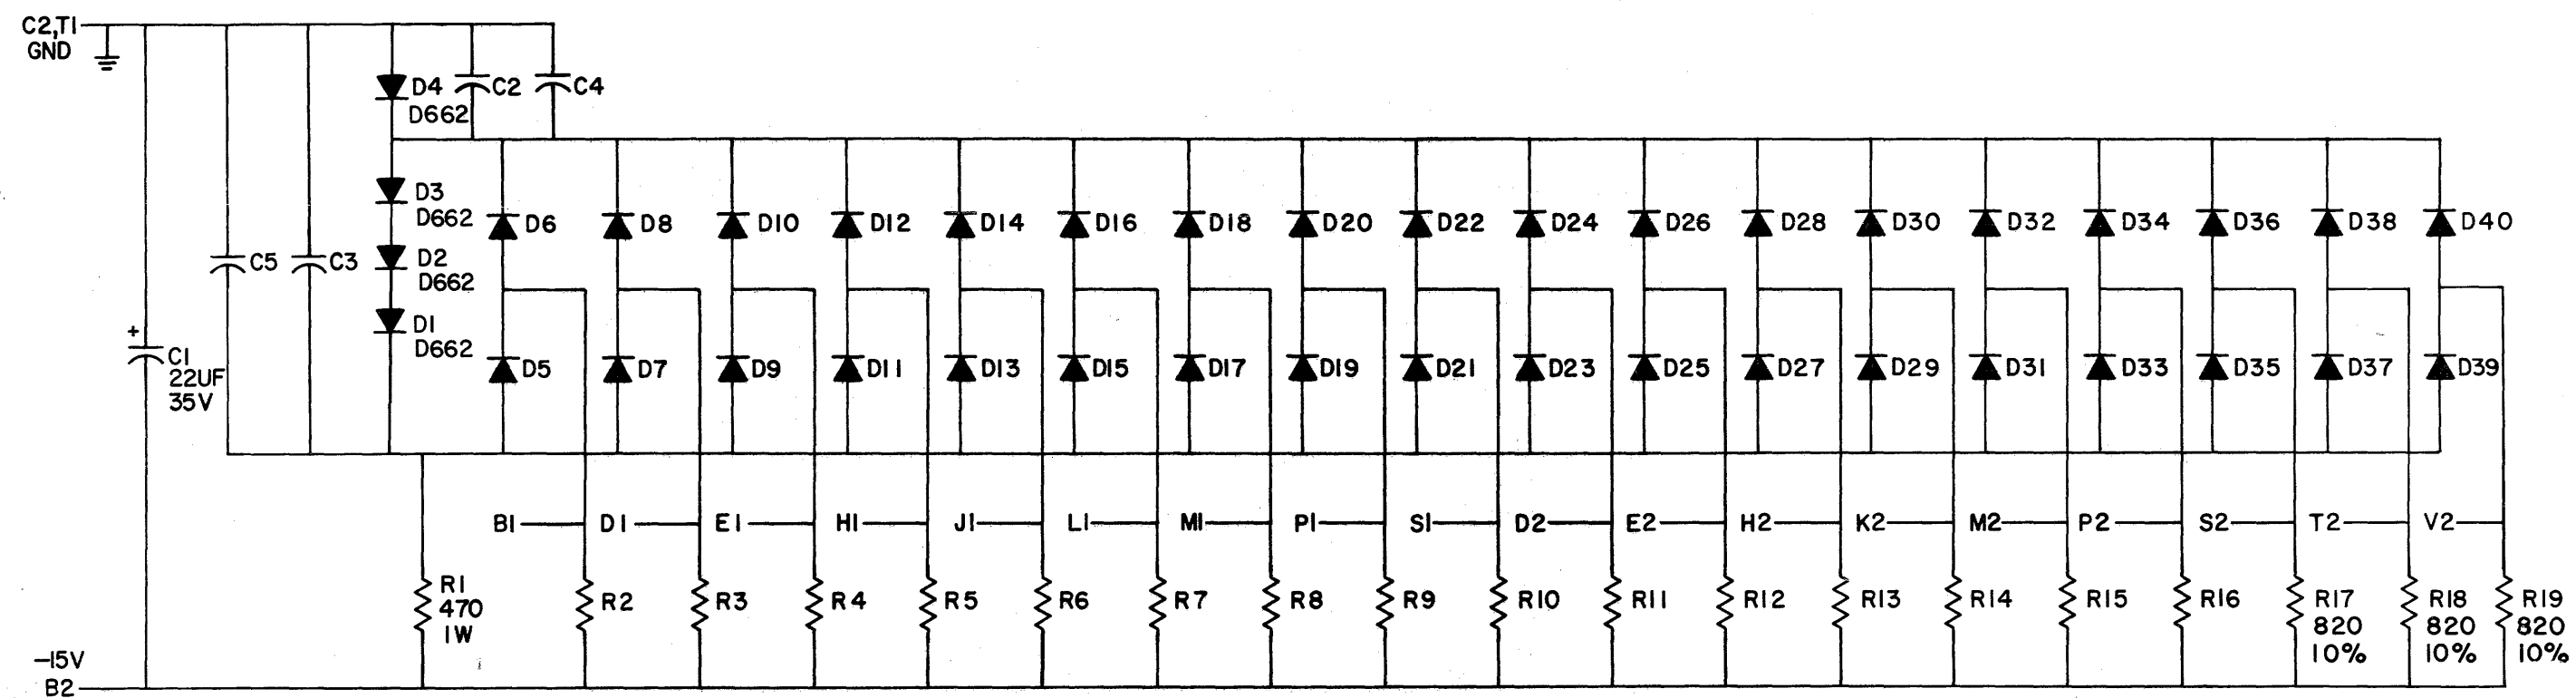 C2,T1
GND
D4
D662
C2
C4
D3
D662
D2
D662
D1
D662
C5
C3
+
C1
22UF
35V
D6
D8
D10
D12
D14
D16
D18
D20
D22
D24
D26
D28
D30
D32
D34
D36
D38
D40
D5
D7
D9
D11
D13
D15
D17
D19
D21
D23
D25
D27
D29
D31
D33
D35
D37
D39
B1
D1
E1
H1
J1
L1
M1
P1
S1
D2
E2
H2
K2
M2
P2
S2
T2
V2
R1
470
1W
R2
R3
R4
R5
R6
R7
R8
R9
R10
R11
R12
R13
R14
R15
R16
R17
820
10%
R18
820
10%
R19
820
10%
-15V
B2